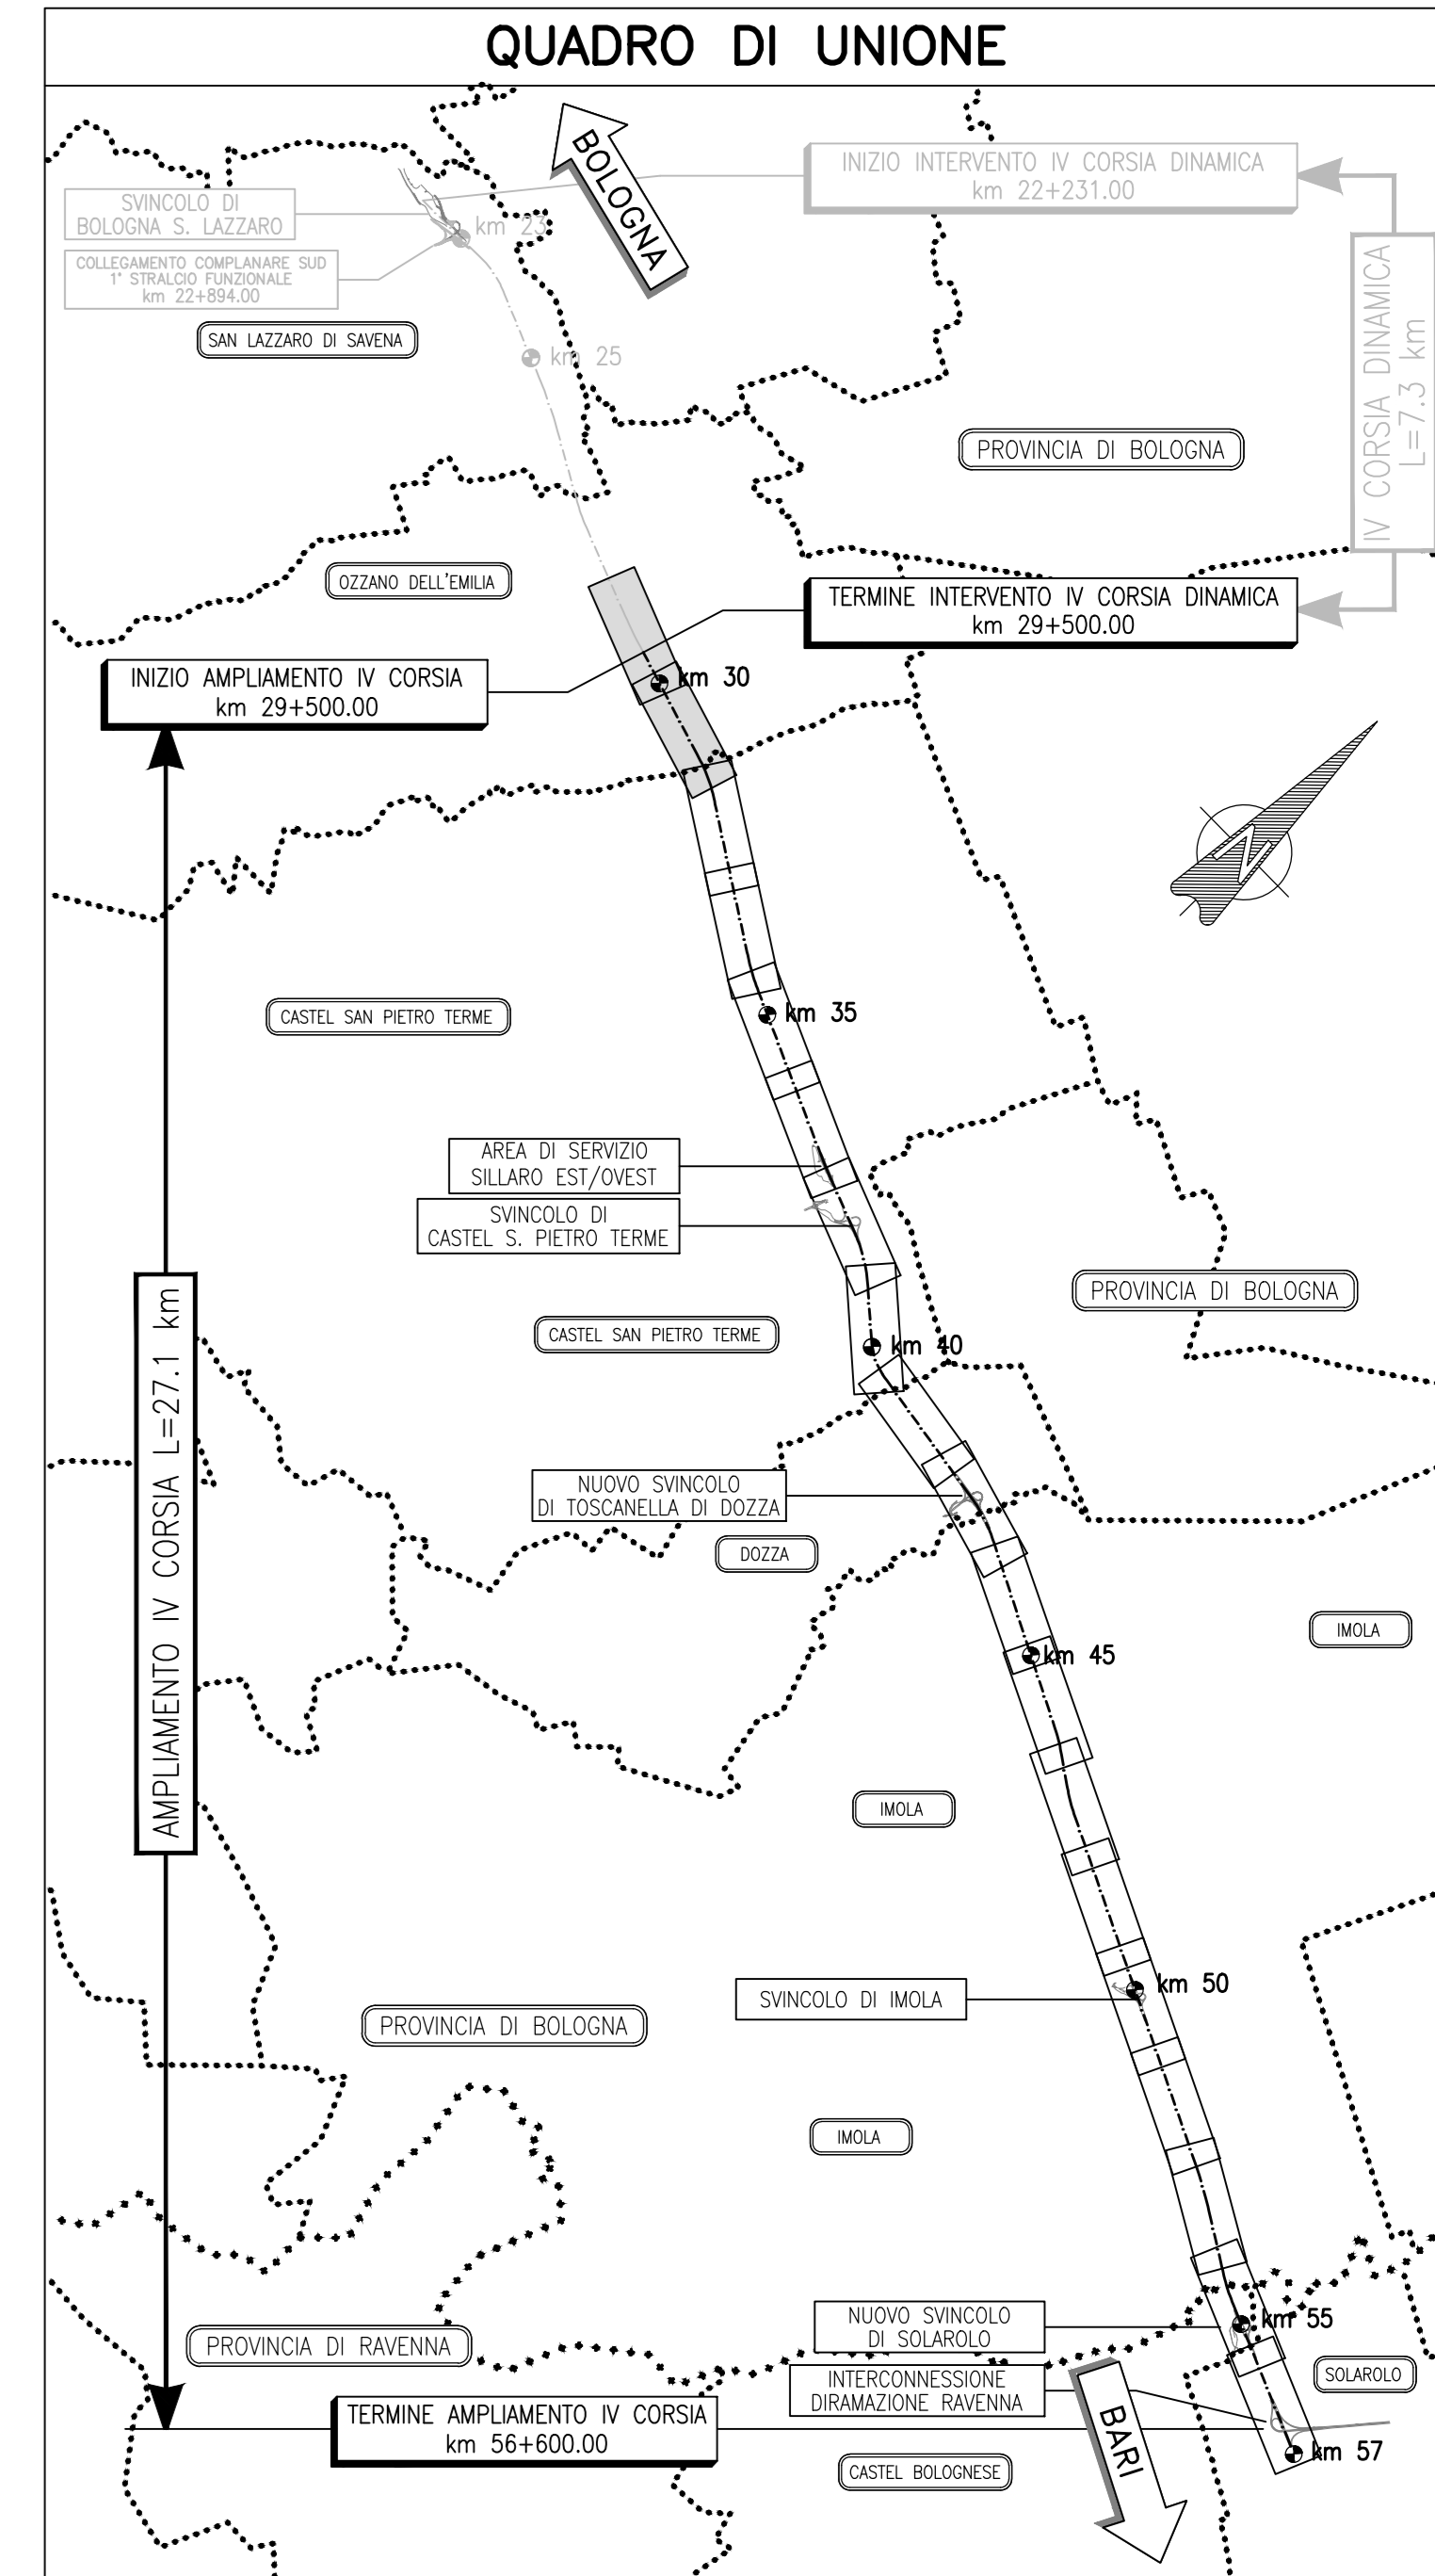 QUADRO DI UNIONE
BOLOGNA
INIZIO INTERVENTO IV CORSIA DINAMICA
km 22+231.00
SVINCOLO DI
BOLOGNA S. LAZZARO
km 23
COLLEGAMENTO COMPLANARE SUD
1° STRALCIO FUNZIONALE
km 22+894.00
IV CORSIA DINAMICA
L=7.3 km
SAN LAZZARO DI SAVENA
km 25
PROVINCIA DI BOLOGNA
OZZANO DELL'EMILIA
TERMINE INTERVENTO IV CORSIA DINAMICA
km 29+500.00
INIZIO AMPLIAMENTO IV CORSIA
km 29+500.00
km 30
N
CASTEL SAN PIETRO TERME
km 35
AREA DI SERVIZIO
SILLARO EST/OVEST
SVINCOLO DI
CASTEL S. PIETRO TERME
PROVINCIA DI BOLOGNA
CASTEL SAN PIETRO TERME
km 40
AMPLIAMENTO IV CORSIA L=27.1 km
NUOVO SVINCOLO
DI TOSCANELLA DI DOZZA
DOZZA
IMOLA
km 45
IMOLA
km 50
SVINCOLO DI IMOLA
PROVINCIA DI BOLOGNA
IMOLA
NUOVO SVINCOLO
DI SOLAROLO
km 55
PROVINCIA DI RAVENNA
INTERCONNESSIONE
DIRAMAZIONE RAVENNA
SOLAROLO
TERMINE AMPLIAMENTO IV CORSIA
km 56+600.00
BARI
km 57
CASTEL BOLOGNESE